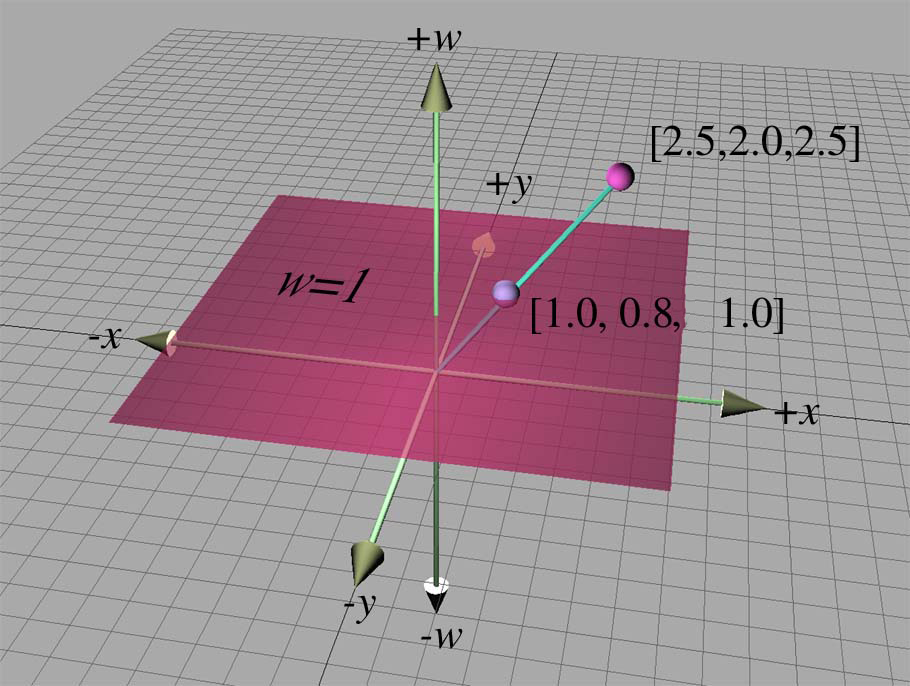 +w
[2.5,2.0,2.5]
+y
w=1
[1.0, 0.8, 1.0]
-x
+x
-y
-w